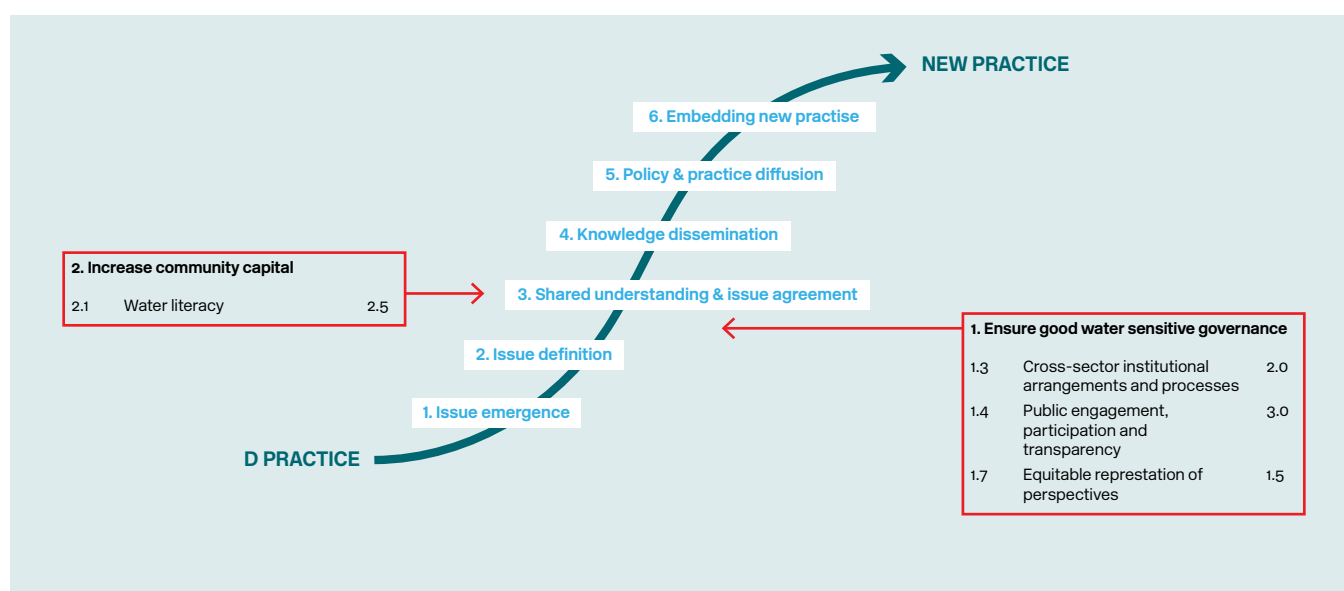 NEW PRACTICE
6. Embedding new practise
5. Policy & practice diffusion
4. Knowledge dissemination
3. Shared understanding & issue agreement
2. Issue definition
1. Issue emergence
D PRACTICE
2. Increase community capital
2.1 Water literacy 2.5
1. Ensure good water sensitive governance
1.3 Cross-sector institutional 2.0
arrangements and processes
1.4 Public engagement, 3.0
participation and
transparency
1.7 Equitable represtation of 1.5
perspectives